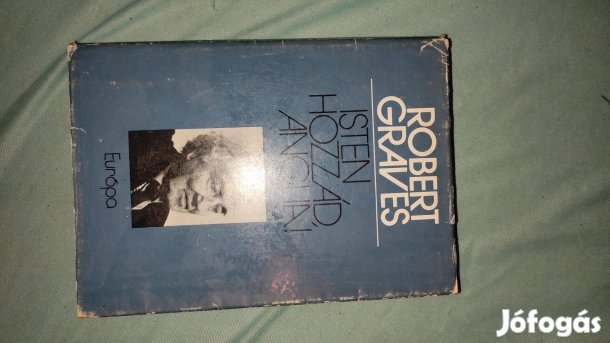 ROBERT
GRAVES
ISTEN
HOZZÁD,
ANGLIA!
Európa
Jófogás